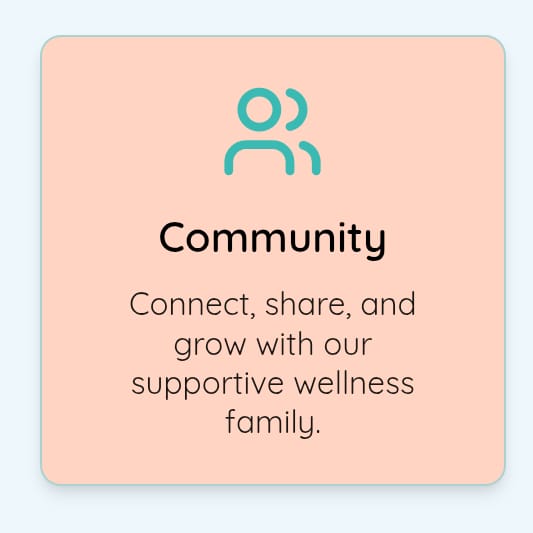 Community
Connect, share, and
grow with our
supportive wellness
family.